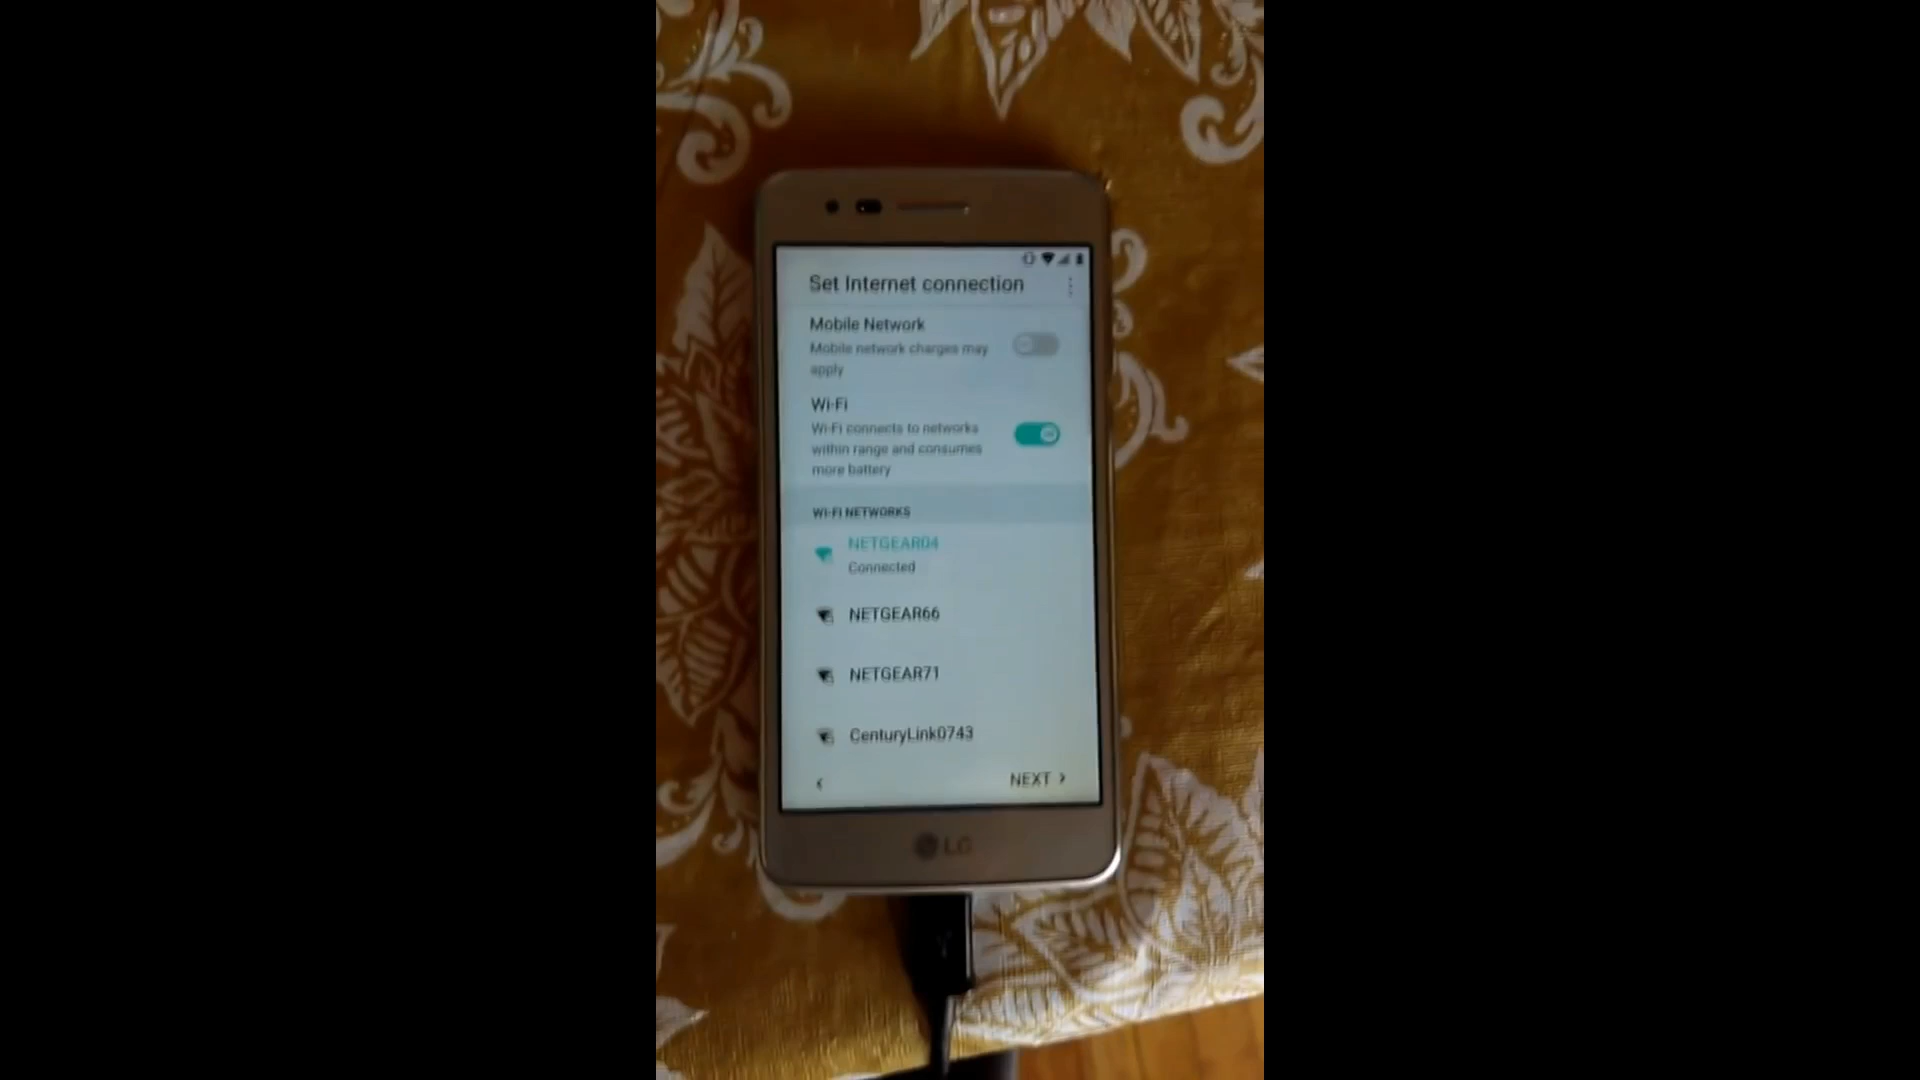 Set Internet connection
Mobile Network
Mobile network charges may
apply
Wi-Fi
Wi-Fi connects to networks
within range and consumes
more battery
WI-FI NETWORKS
NETGEAR04
Connected
NETGEAR66
NETGEAR71
CenturyLink0743
NEXT
LG